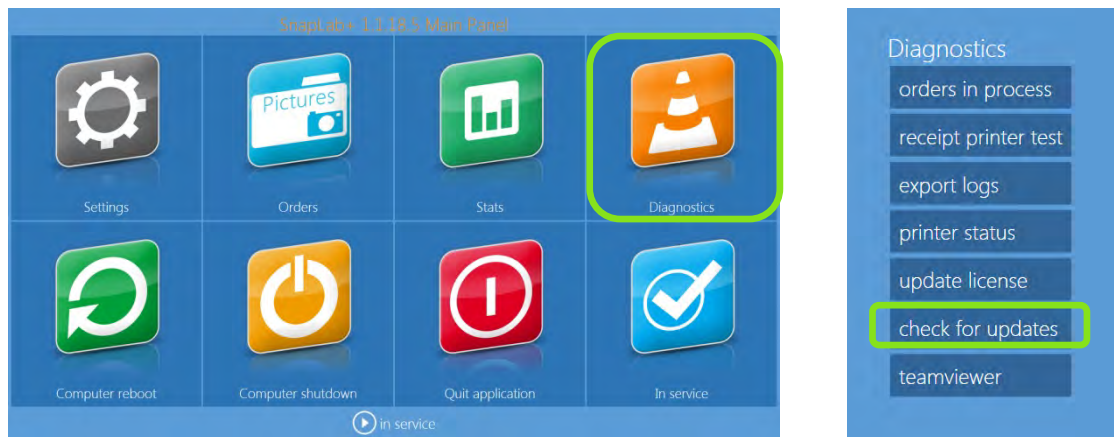 SnapLab+ 1.1.18.5 Main Panel
Pictures
Settings
Orders
Stats
Diagnostics
Computer reboot
Computer shutdown
Quit application
In service
in service
Diagnostics
orders in process
receipt printer test
export logs
printer status
update license
check for updates
teamviewer